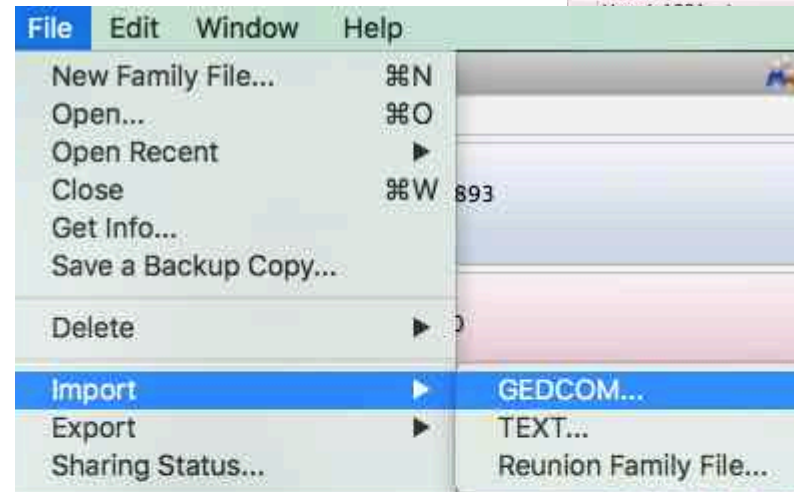 File Edit Window Help
New Family File... ⌘N
Open... ⌘O
Open Recent ▶
Close ⌘W
893
Get Info...
Save a Backup Copy...
Delete ▶
Import ▶ GEDCOM...
Export ▶ TEXT...
Sharing Status... Reunion Family File...